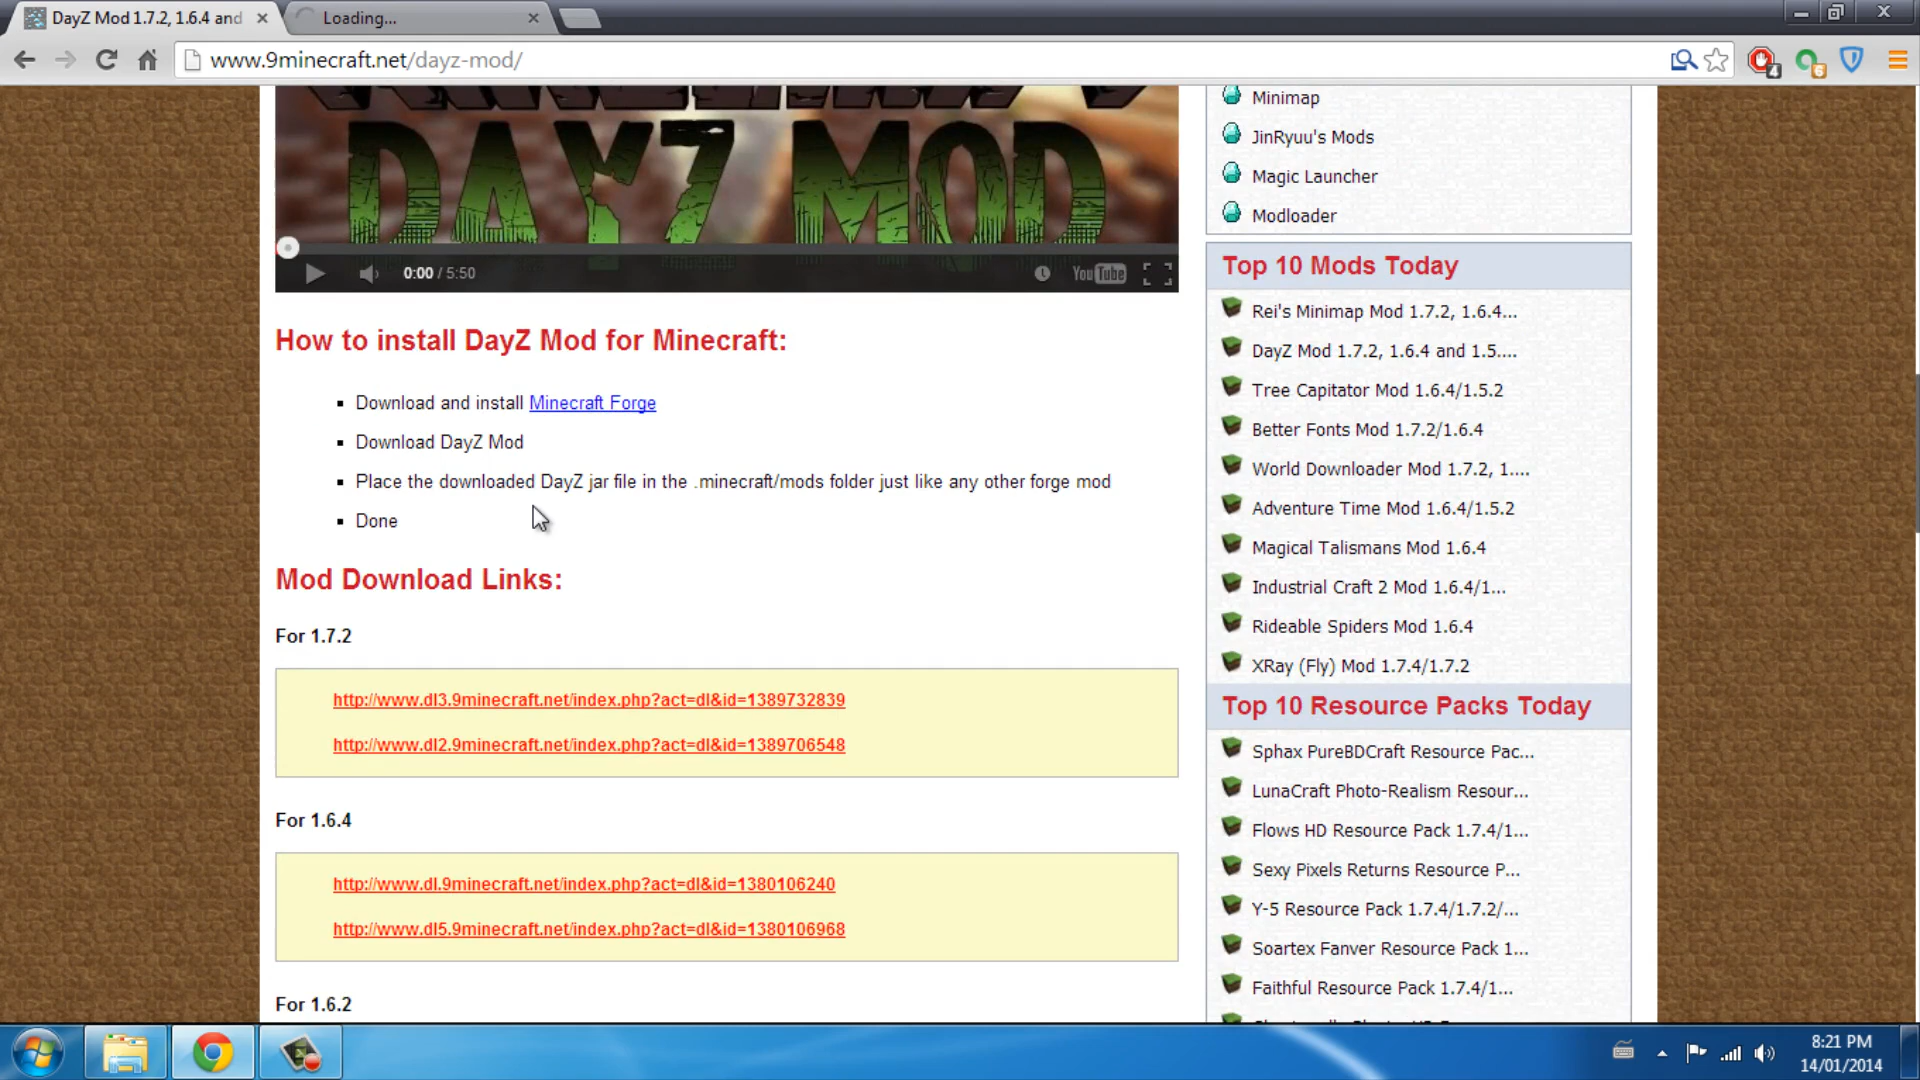 DayZ Mod 1.7.2, 1.6.4 and
Loading...
www.9minecraft.net/dayz-mod/
4
6
DAYZ MOD
0:00 / 5:50
YouTube
How to install DayZ Mod for Minecraft:
Download and install Minecraft Forge
Download DayZ Mod
Place the downloaded DayZ jar file in the .minecraft/mods folder just like any other forge mod
Done
Mod Download Links:
For 1.7.2
http://www.dl3.9minecraft.net/index.php?act=dl&id=1389732839
http://www.dl2.9minecraft.net/index.php?act=dl&id=1389706548
For 1.6.4
http://www.dl.9minecraft.net/index.php?act=dl&id=1380106240
http://www.dl5.9minecraft.net/index.php?act=dl&id=1380106968
For 1.6.2
Minimap
JinRyuu's Mods
Magic Launcher
Modloader
Top 10 Mods Today
Rei's Minimap Mod 1.7.2, 1.6.4...
DayZ Mod 1.7.2, 1.6.4 and 1.5....
Tree Capitator Mod 1.6.4/1.5.2
Better Fonts Mod 1.7.2/1.6.4
World Downloader Mod 1.7.2, 1....
Adventure Time Mod 1.6.4/1.5.2
Magical Talismans Mod 1.6.4
Industrial Craft 2 Mod 1.6.4/1...
Rideable Spiders Mod 1.6.4
XRay (Fly) Mod 1.7.4/1.7.2
Top 10 Resource Packs Today
Sphax PureBDCraft Resource Pac...
LunaCraft Photo-Realism Resour...
Flows HD Resource Pack 1.7.4/1...
Sexy Pixels Returns Resource P...
Y-5 Resource Pack 1.7.4/1.7.2/...
Soartex Fanver Resource Pack 1...
Faithful Resource Pack 1.7.4/1...
8:21 PM
14/01/2014